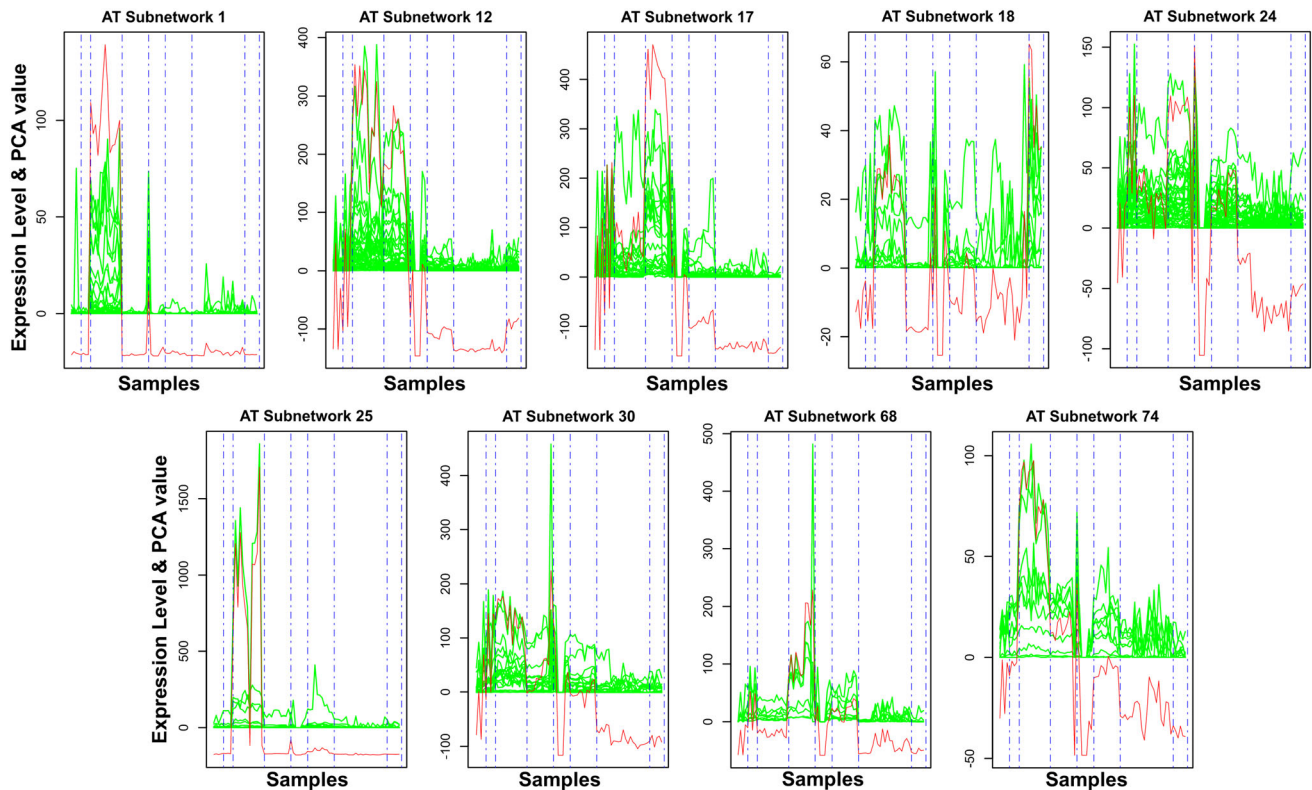 AT Subnetwork 1
AT Subnetwork 12
AT Subnetwork 17
AT Subnetwork 18
AT Subnetwork 24
Expression Level & PCA value
0
50
100
-100
0
100
200
300
400
-100
0
100
200
300
400
-20
0
20
40
60
-100
-50
0
50
100
150
Samples
Samples
Samples
Samples
Samples
AT Subnetwork 25
AT Subnetwork 30
AT Subnetwork 68
AT Subnetwork 74
Expression Level & PCA value
0
500
1000
1500
-100
0
100
200
300
400
0
100
200
300
400
500
-50
0
50
100
Samples
Samples
Samples
Samples